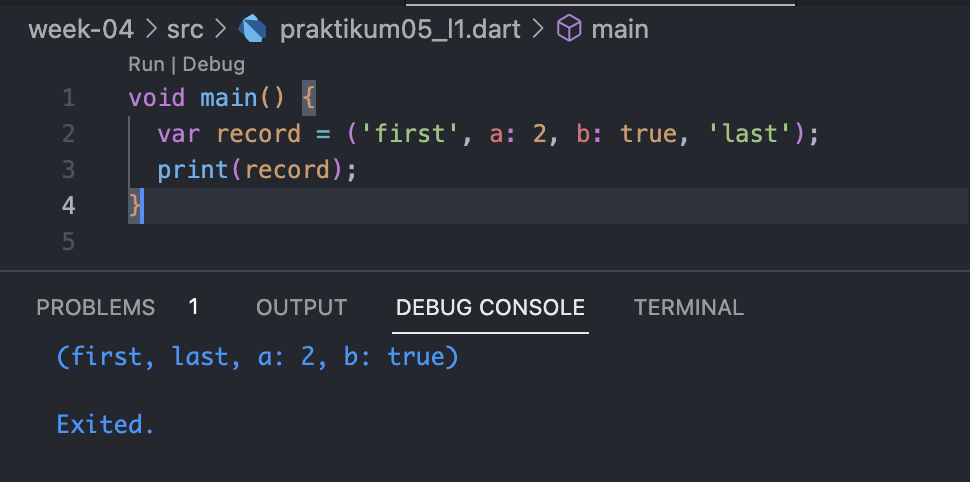 week-04 > src > praktikum05_l1.dart > main
Run | Debug
1 void main() {
2 var record = ('first', a: 2, b: true, 'last');
3 print(record);
4 }
5
PROBLEMS 1 OUTPUT DEBUG CONSOLE TERMINAL
(first, last, a: 2, b: true)
Exited.